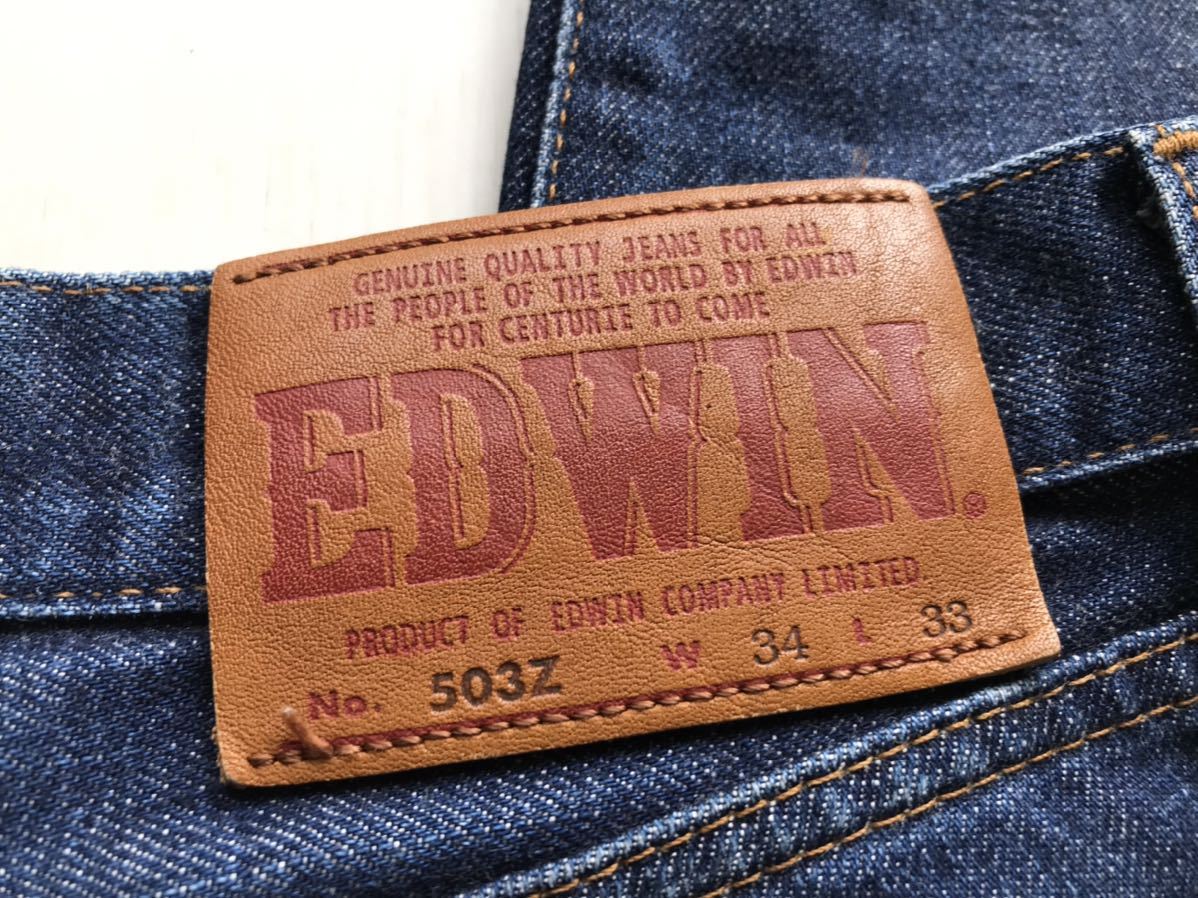 GENUINE QUALITY JEANS FOR ALL
THE PEOPLE OF THE WORLD BY EDWIN
FOR CENTURIE TO COME
EDWIN.
PRODUCT OF EDWIN COMPANY LIMITED.
No. 503Z W 34 L 33